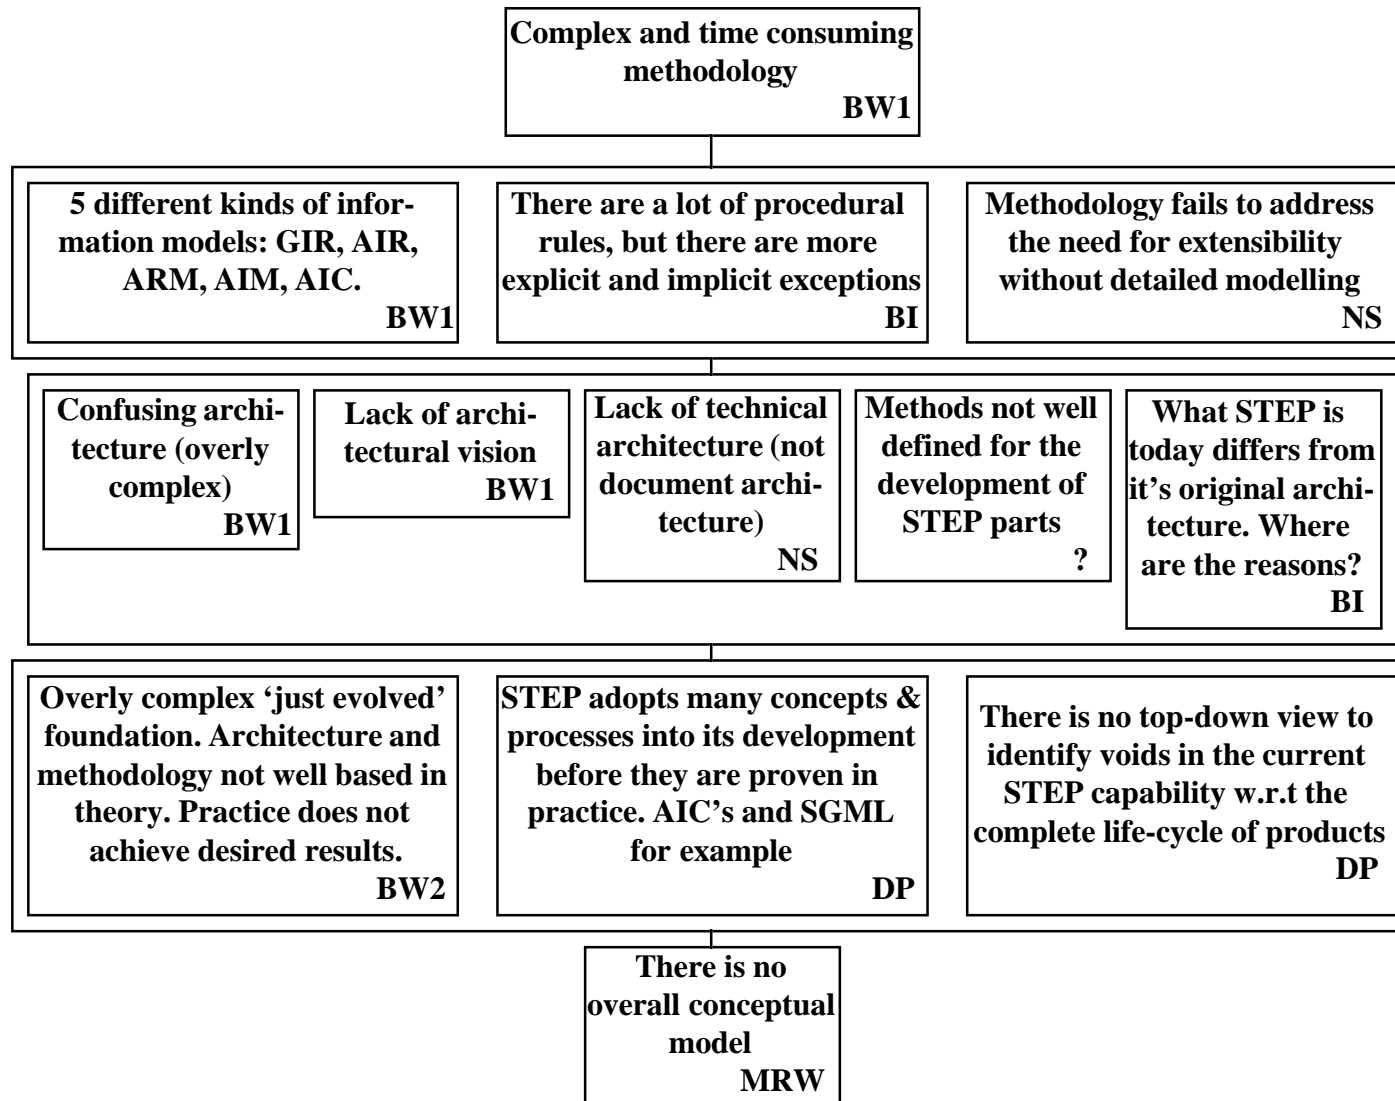 Complex and time consuming
methodology
BW1
5 different kinds of infor-
mation models: GIR, AIR,
ARM, AIM, AIC.
BW1
There are a lot of procedural
rules, but there are more
explicit and implicit exceptions
BI
Methodology fails to address
the need for extensibility
without detailed modelling
NS
Confusing archi-
tecture (overly
complex)
BW1
Lack of archi-
tectural vision
BW1
Lack of technical
architecture (not
document archi-
tecture)
NS
Methods not well
defined for the
development of
STEP parts
?
What STEP is
today differs from
it's original archi-
tecture. Where
are the reasons?
BI
Overly complex ‘just evolved’
foundation. Architecture and
methodology not well based in
theory. Practice does not
achieve desired results.
BW2
STEP adopts many concepts &
processes into its development
before they are proven in
practice. AIC's and SGML
for example
DP
There is no top-down view to
identify voids in the current
STEP capability w.r.t the
complete life-cycle of products
DP
There is no
overall conceptual
model
MRW